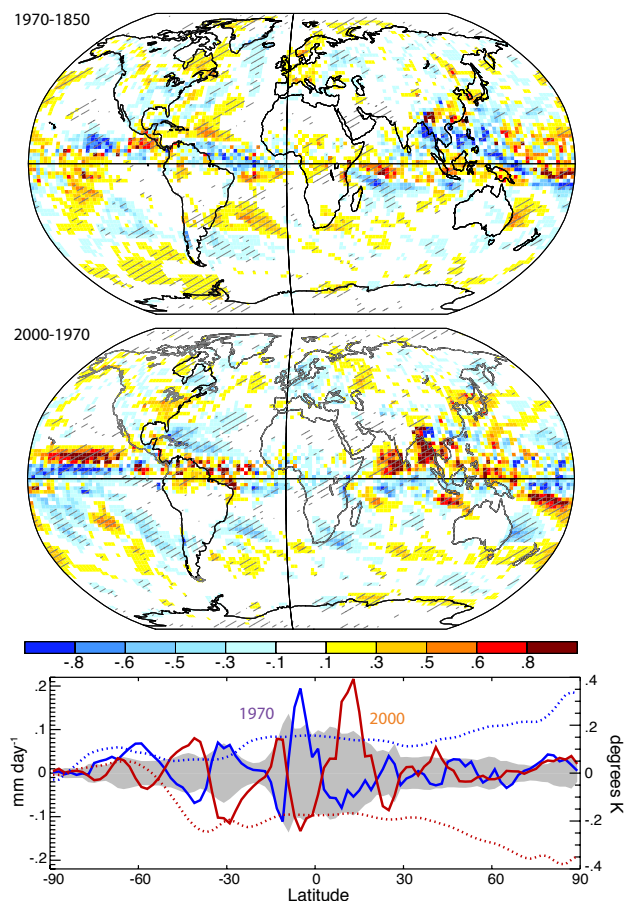 1970-1850
2000-1970
-.8 -.6 -.5 -.3 -.1 .1 .3 .5 .6 .8
.2 .1 0 -.1 -.2
mm day-1
1970
2000
.4 .2 0 -.2 -.4
degrees K
-90 -60 -30 0 30 60 90
Latitude